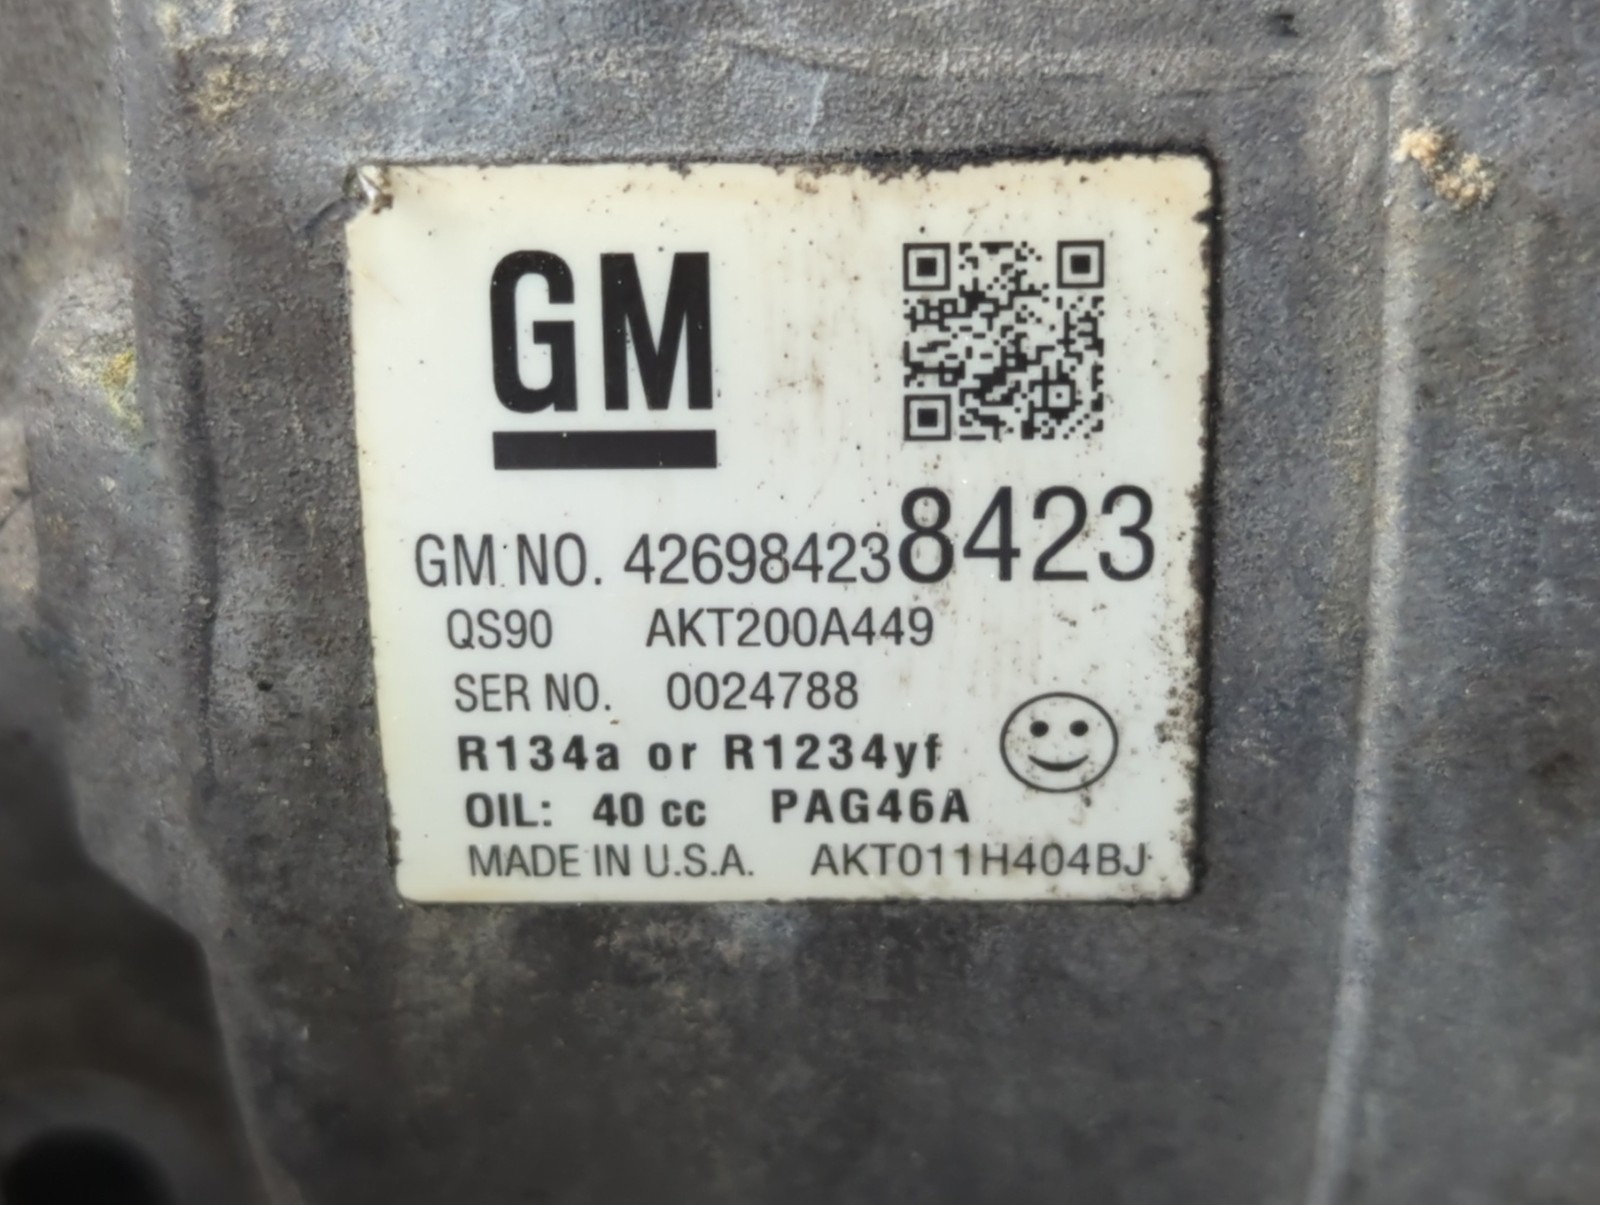 GM
GM NO. 42698423 8423
QS90 AKT200A449
SER NO. 0024788
R134a or R1234yf
OIL: 40 cc PAG46A
MADE IN U.S.A. AKT011H404BJ